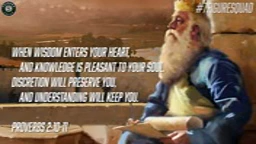 #7FIGURESQUAD
WHEN WISDOM ENTERS YOUR HEART,
AND KNOWLEDGE IS PLEASANT TO YOUR SOUL,
DISCRETION WILL PRESERVE YOU,
AND UNDERSTANDING WILL KEEP YOU.
PROVERBS 2:10-11